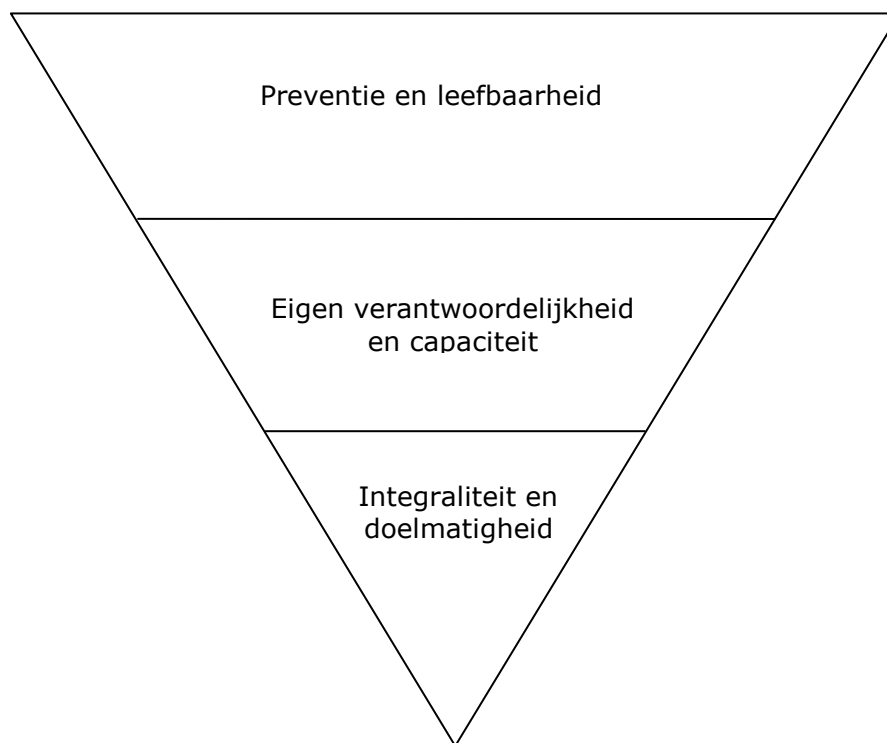 Preventie en leefbaarheid
Eigen verantwoordelijkheid
en capaciteit
Integraliteit en
doelmatigheid